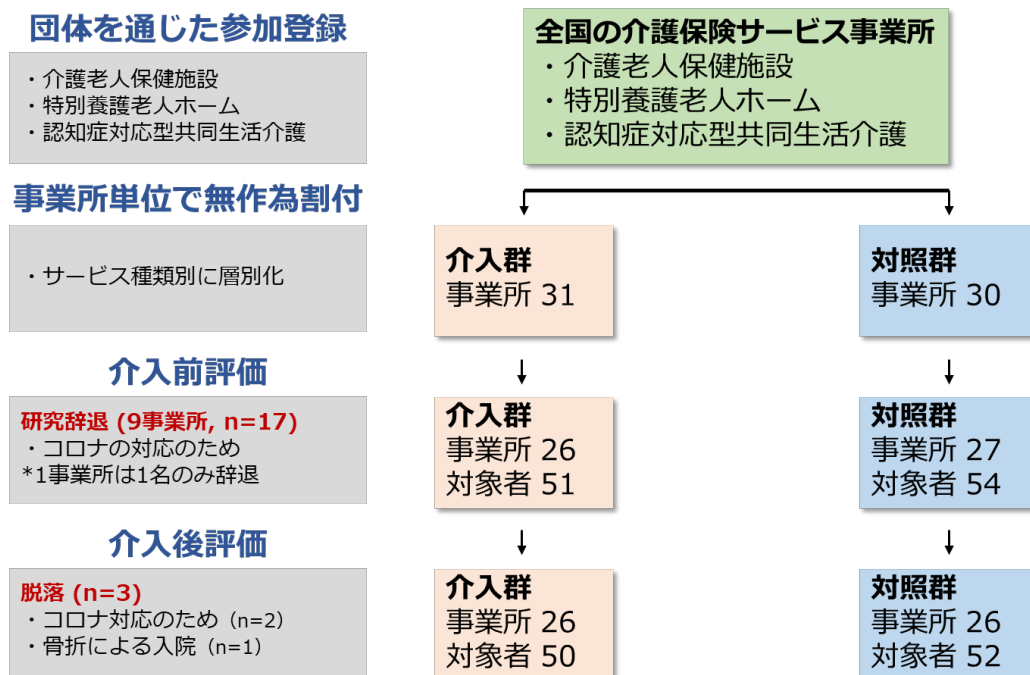 団体を通じた参加登録
・介護老人保健施設
・特別養護老人ホーム
・認知症対応型共同生活介護
全国の介護保険サービス事業所
・介護老人保健施設
・特別養護老人ホーム
・認知症対応型共同生活介護
事業所単位で無作為割付
・サービス種類別に層別化
介入群
事業所 31
対照群
事業所 30
介入前評価
研究辞退 (9事業所, n=17)
・コロナの対応のため
*1事業所は1名のみ辞退
介入群
事業所 26
対象者 51
対照群
事業所 27
対象者 54
介入後評価
脱落 (n=3)
・コロナ対応のため (n=2)
・骨折による入院 (n=1)
介入群
事業所 26
対象者 50
対照群
事業所 26
対象者 52